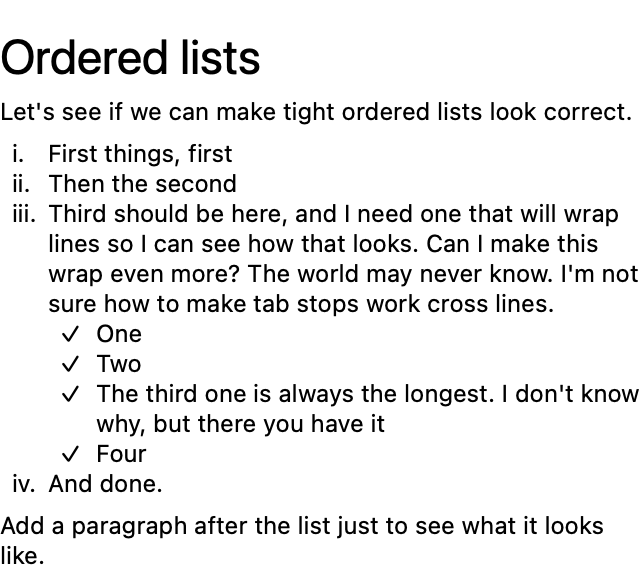 Ordered lists
Let's see if we can make tight ordered lists look correct.
i. First things, first
ii. Then the second
iii. Third should be here, and I need one that will wrap
lines so I can see how that looks. Can I make this
wrap even more? The world may never know. I'm not
sure how to make tab stops work cross lines.
✓ One
✓ Two
✓ The third one is always the longest. I don't know
why, but there you have it
✓ Four
iv. And done.
Add a paragraph after the list just to see what it looks
like.